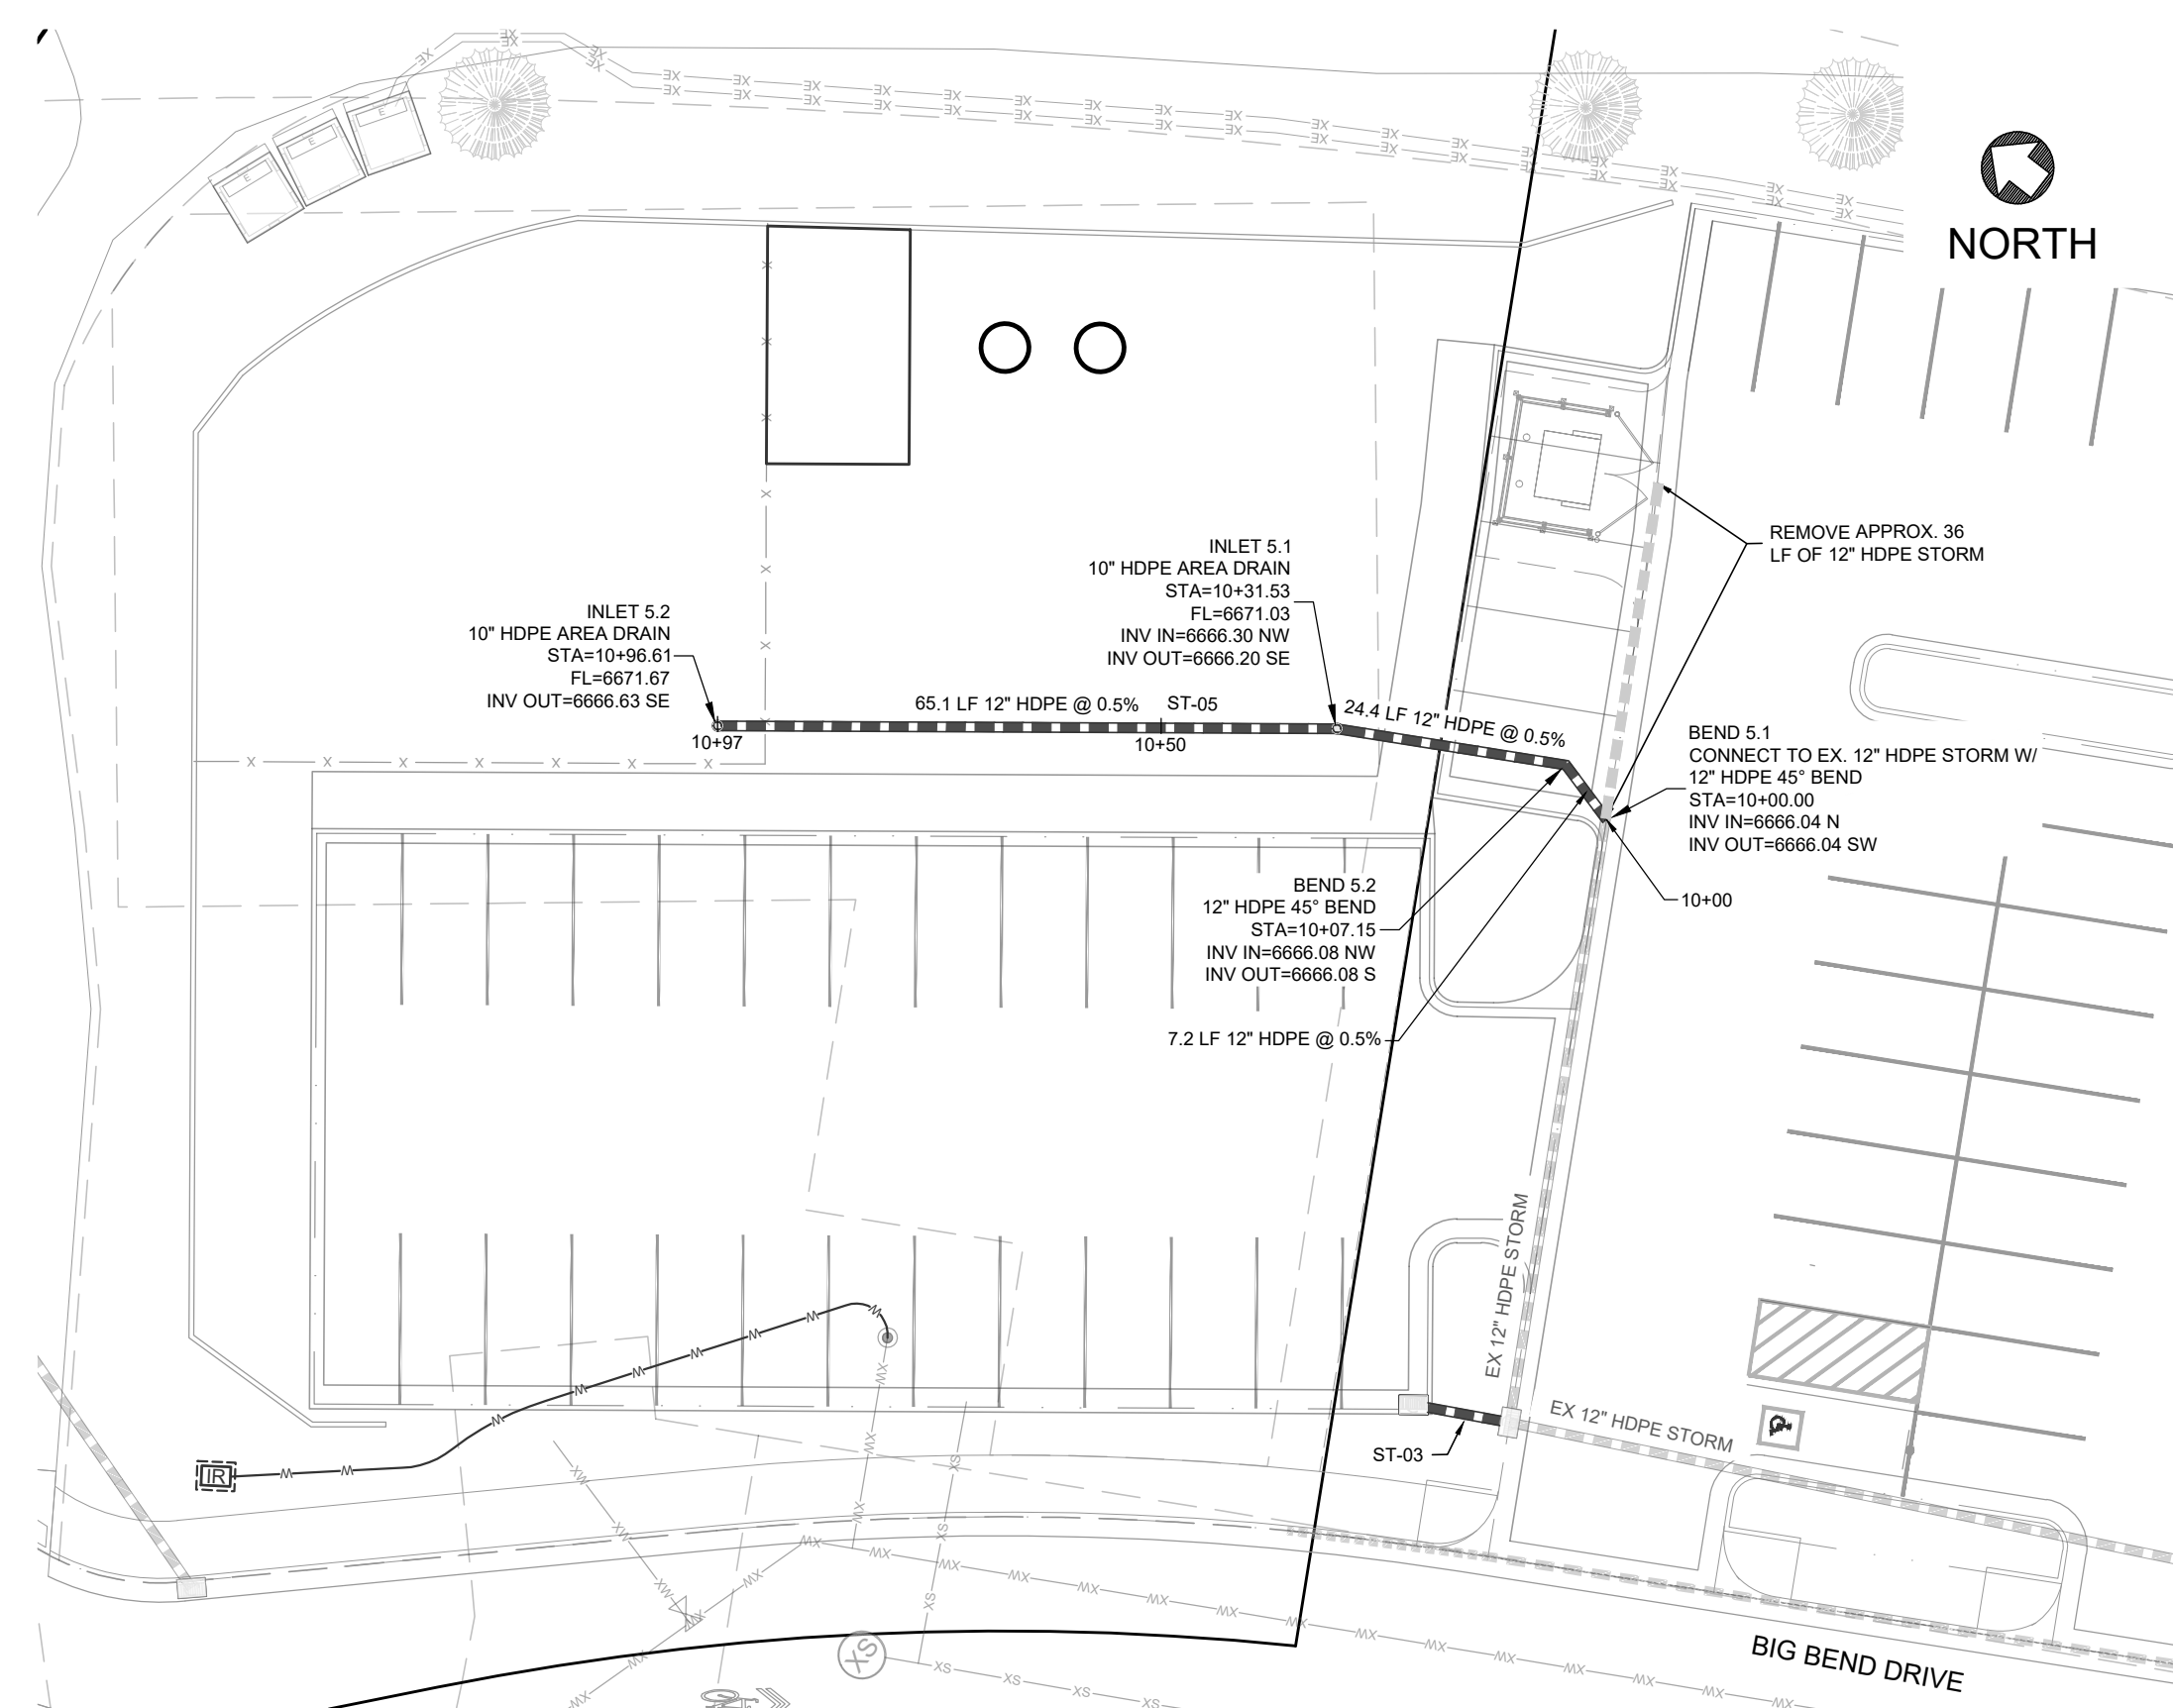 NORTH
REMOVE APPROX. 36
LF OF 12" HDPE STORM
INLET 5.1
10" HDPE AREA DRAIN
STA=10+31.53
FL=6671.03
INV IN=6666.30 NW
INV OUT=6666.20 SE
INLET 5.2
10" HDPE AREA DRAIN
STA=10+96.61
FL=6671.67
INV OUT=6666.63 SE
65.1 LF 12" HDPE @ 0.5%
ST-05
24.4 LF 12" HDPE @ 0.5%
10+97
10+50
BEND 5.1
CONNECT TO EX. 12" HDPE STORM W/
12" HDPE 45° BEND
STA=10+00.00
INV IN=6666.04 N
INV OUT=6666.04 SW
10+00
BEND 5.2
12" HDPE 45° BEND
STA=10+07.15
INV IN=6666.08 NW
INV OUT=6666.08 S
7.2 LF 12" HDPE @ 0.5%
EX 12" HDPE STORM
EX 12" HDPE STORM
ST-03
IR
XS
BIG BEND DRIVE